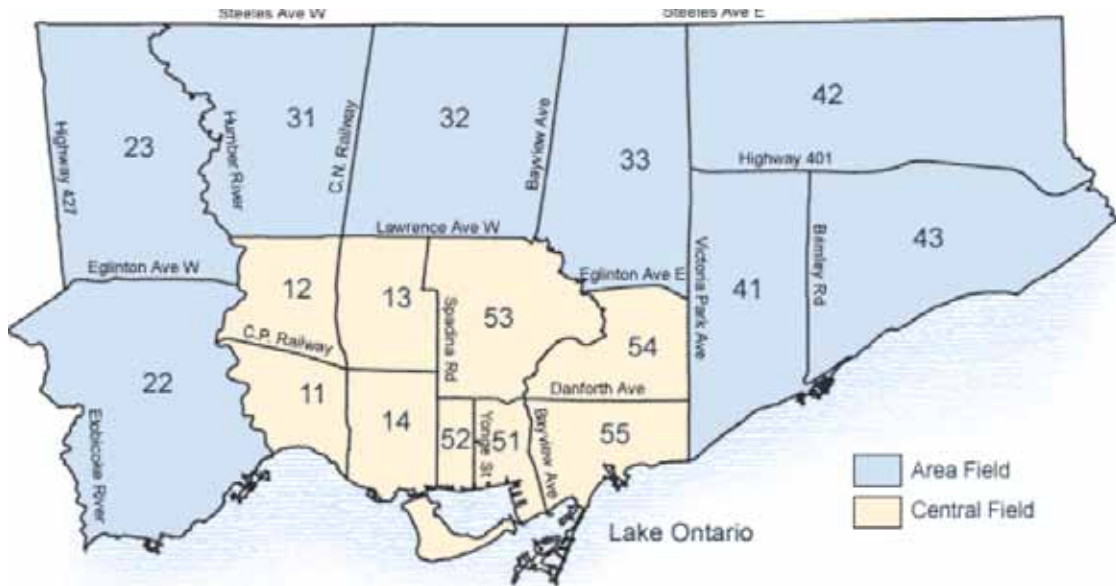 Steeles Ave W
Steeles Ave E
42
31
32
23
Highway 427
Humber River
C.N. Railway
Bayview Ave
33
Highway 401
Lawrence Ave W
43
Eglinton Ave W
Eglinton Ave E
Victoria Park Ave
Brimley Rd
12
13
Spadina Rd
53
41
C.P. Railway
54
22
11
Danforth Ave
14
52
Yonge St
51
Bayview Ave
55
Etobicoke River
Area Field
Central Field
Lake Ontario